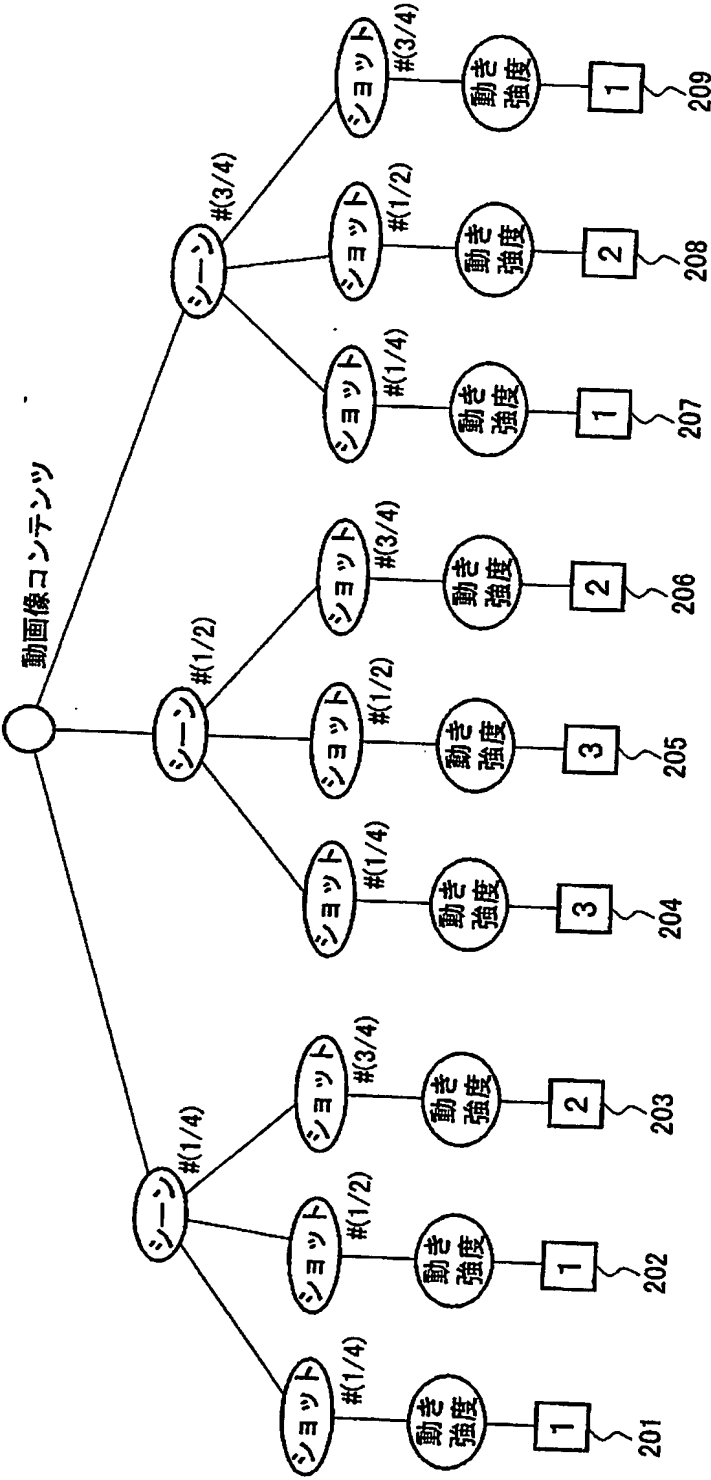 動画像コンテンツ
シーン
#(1/4)
シーン
#(1/2)
シーン
#(3/4)
ショット
#(1/4)
ショット
#(1/2)
ショット
#(3/4)
ショット
#(1/4)
ショット
#(1/2)
ショット
#(3/4)
ショット
#(1/4)
ショット
#(1/2)
ショット
#(3/4)
動き
強度
動き
強度
動き
強度
動き
強度
動き
強度
動き
強度
動き
強度
動き
強度
動き
強度
1
1
2
3
3
2
1
2
1
201
202
203
204
205
206
207
208
209